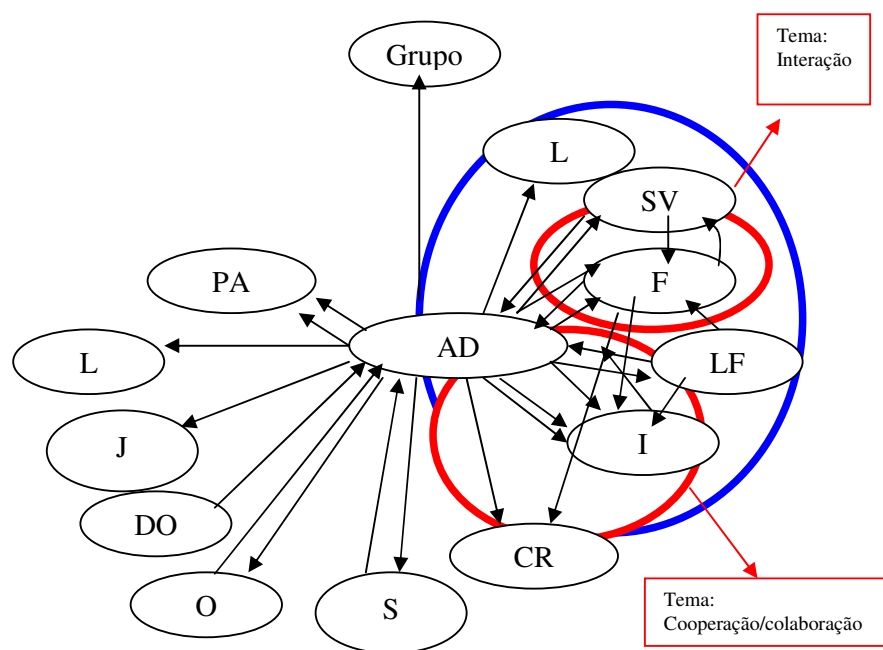 Grupo
Tema:
Interação
L
SV
PA
F
AD
L
LF
J
I
DO
CR
O
S
Tema:
Cooperação/colaboração